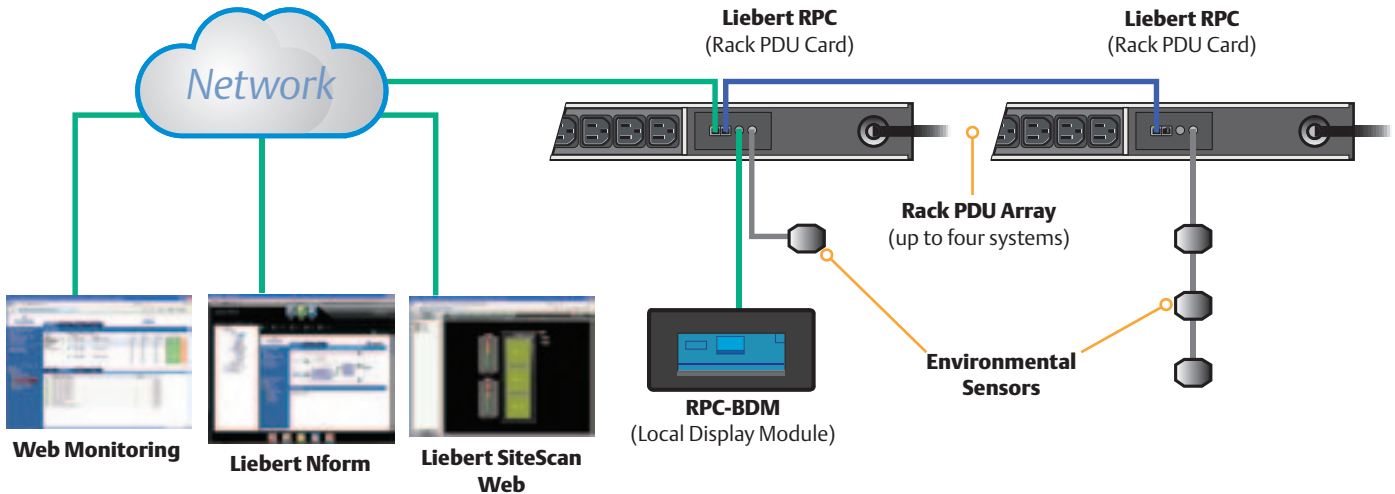 Liebert RPC
(Rack PDU Card)
Liebert RPC
(Rack PDU Card)
Network
Rack PDU Array
(up to four systems)
Environmental
Sensors
RPC-BDM
(Local Display Module)
Web Monitoring
Liebert Nform
Liebert SiteScan
Web